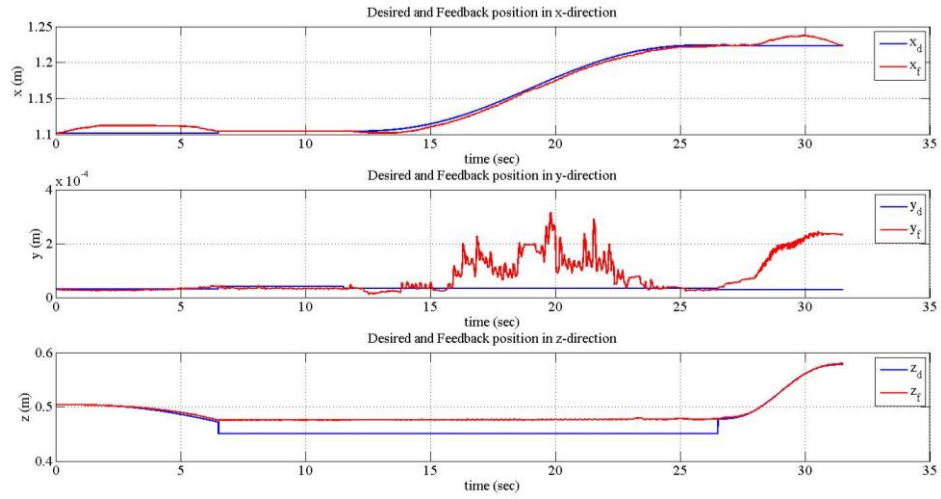 Desired and Feedback position in x-direction
1.25
1.2
1.15
1.1
x (m)
0 5 10 15 20 25 30 35
time (sec)
x_d
x_f
Desired and Feedback position in y-direction
x 10^-4
4
2
0
y (m)
0 5 10 15 20 25 30 35
time (sec)
y_d
y_f
Desired and Feedback position in z-direction
0.6
0.5
0.4
z (m)
0 5 10 15 20 25 30 35
time (sec)
z_d
z_f